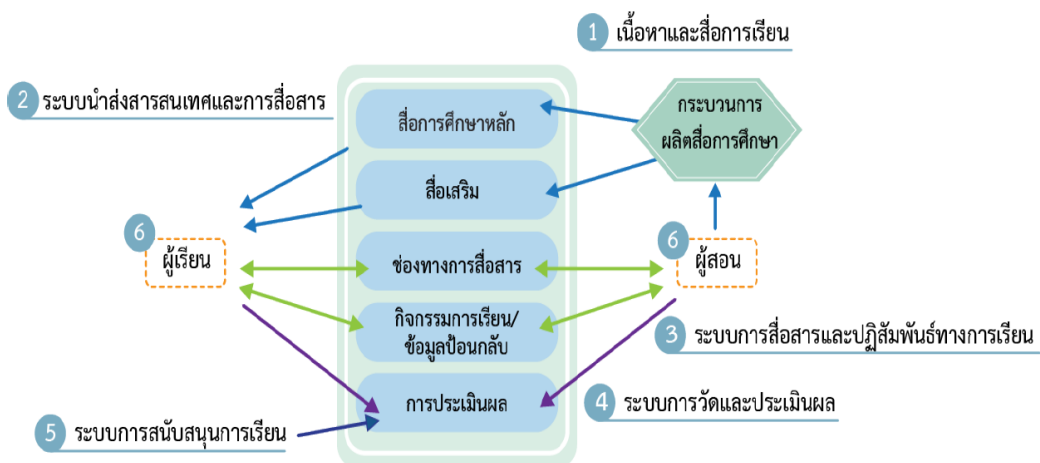 1 เนื้อหาและสื่อการเรียน
2 ระบบนำส่งสารสนเทศและการสื่อสาร
สื่อการศึกษาหลัก
กระบวนการ
ผลิตสื่อการศึกษา
สื่อเสริม
6
ผู้เรียน
ช่องทางการสื่อสาร
6
ผู้สอน
กิจกรรมการเรียน/
ข้อมูลป้อนกลับ
3 ระบบการสื่อสารและปฏิสัมพันธ์ทางการเรียน
การประเมินผล
4 ระบบการวัดและประเมินผล
5 ระบบการสนับสนุนการเรียน